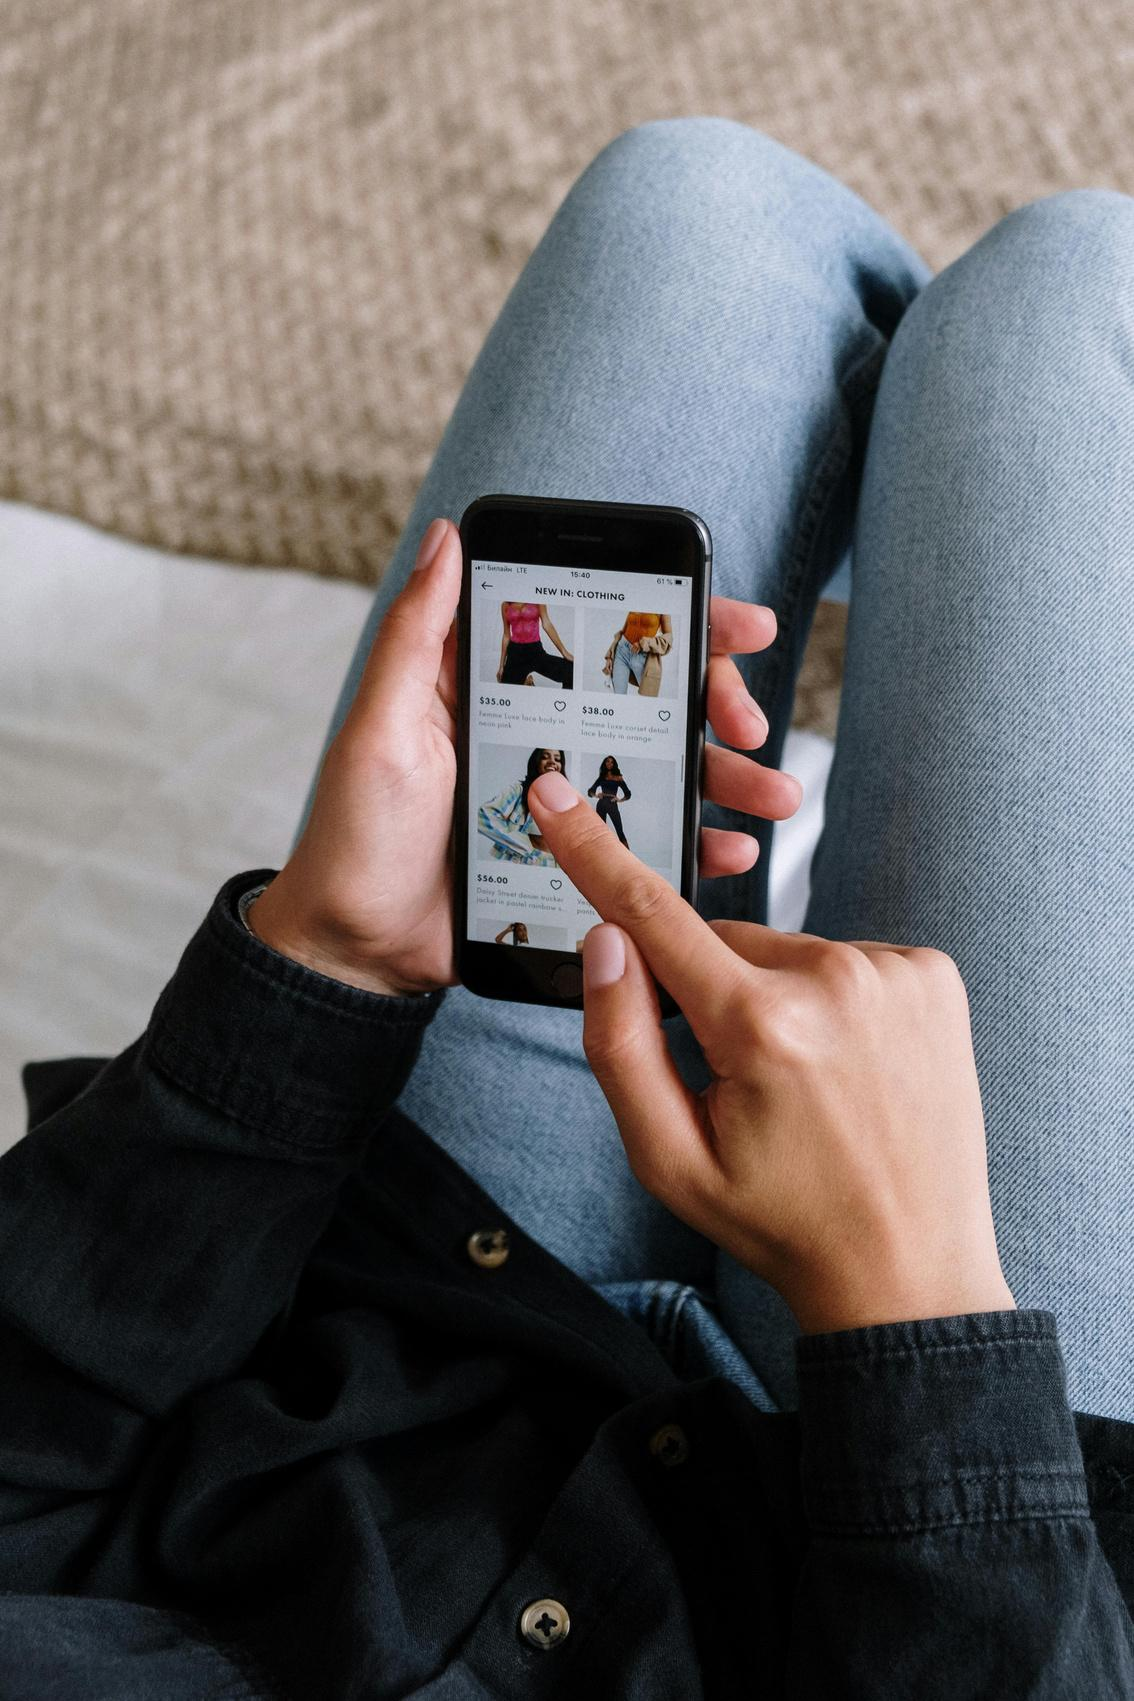 Билайн LTE 15:40 61 %
NEW IN: CLOTHING
$35.00
Femme Luxe lace body in
neon pink
$38.00
Femme Luxe corset detail
lace body in orange
$56.00
Daisy Street denim trucker
jacket in pastel rainbow s...
pants